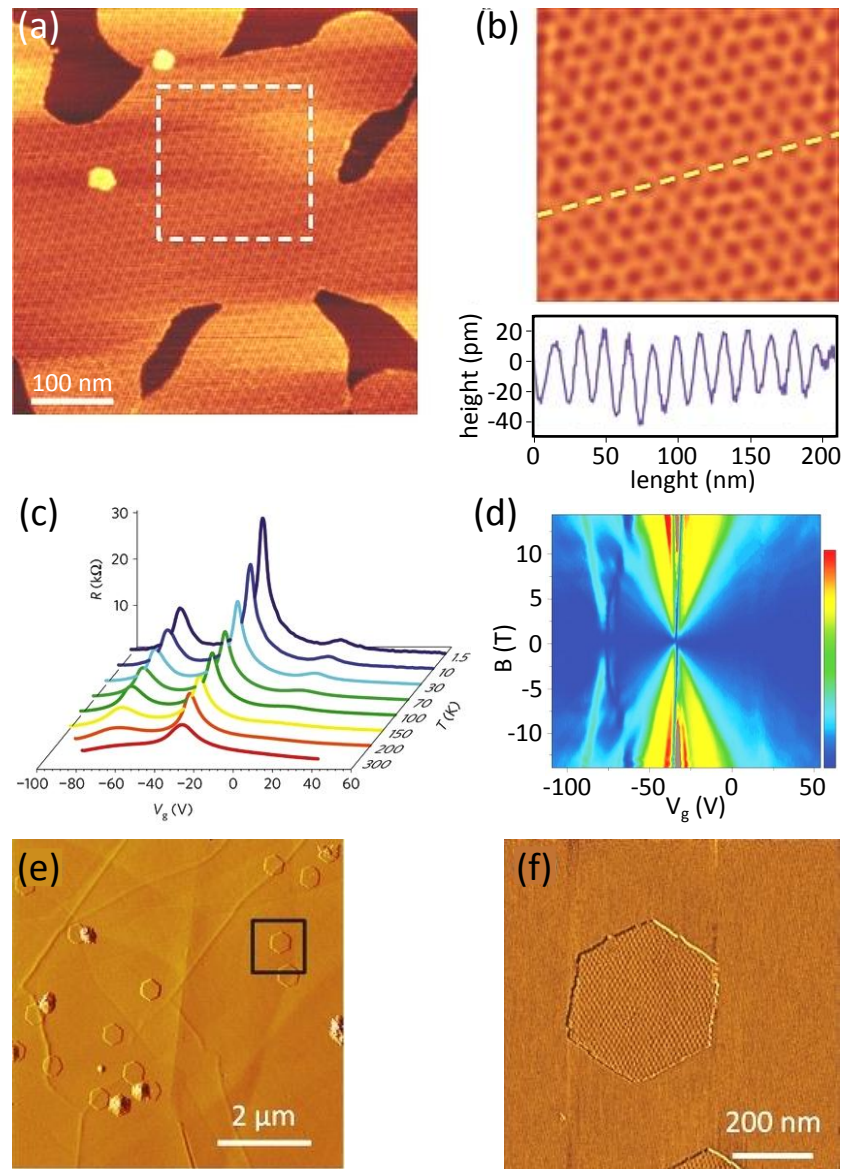 (a)
100 nm
(b)
height (pm)
20
0
-20
-40
0 50 100 150 200
lenght (nm)
(c)
R (kΩ)
30
20
10
1.5
10
30
70
100
150
200
300
T (K)
−100 −80 −60 −40 −20 0 20 40 60
Vg (V)
(d)
B (T)
10
5
0
-5
-10
-100 -50 0 50
Vg (V)
(e)
2 µm
(f)
200 nm